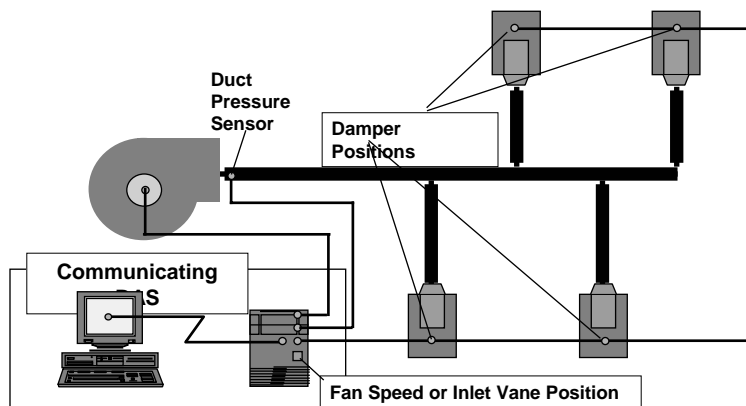 Duct
Pressure
Sensor
Damper
Positions
Communicating
Fan Speed or Inlet Vane Position